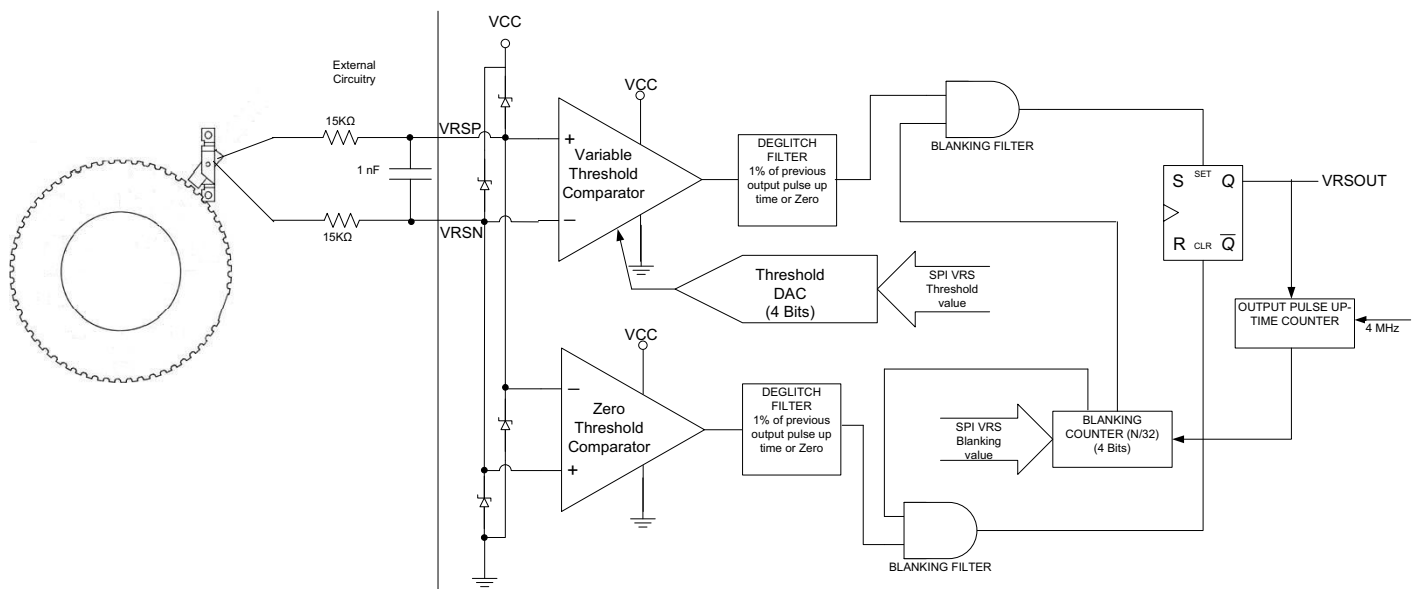 VCC
External
Circuitry
VCC
15KΩ
VRSP
+
Variable
Threshold
Comparator
−
1 nF
15KΩ
VRSN
DEGLITCH
FILTER
1% of previous
output pulse up
time or Zero
BLANKING FILTER
S SET Q
R CLR Q
VRSOUT
Threshold
DAC
(4 Bits)
SPI VRS
Threshold
value
OUTPUT PULSE UP-
TIME COUNTER
4 MHz
VCC
−
Zero
Threshold
Comparator
+
DEGLITCH
FILTER
1% of previous
output pulse up
time or Zero
SPI VRS
Blanking
value
BLANKING
COUNTER (N/32)
(4 Bits)
BLANKING FILTER